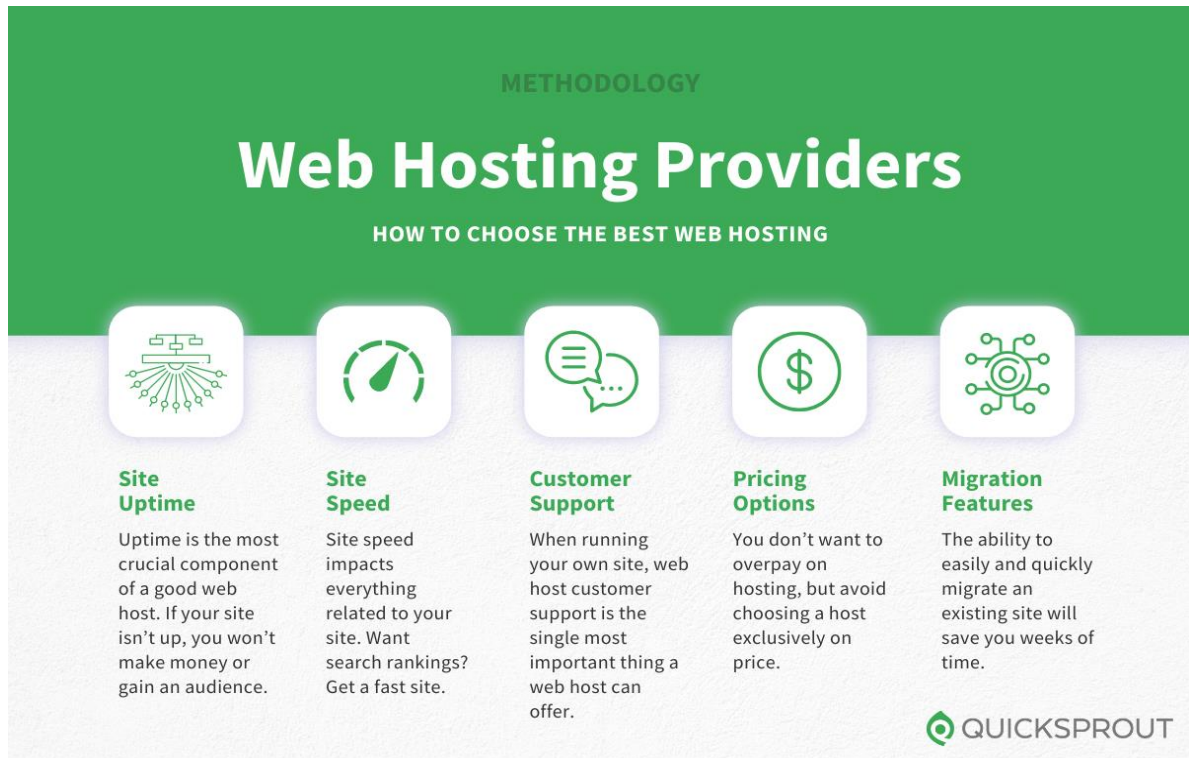 METHODOLOGY
Web Hosting Providers
HOW TO CHOOSE THE BEST WEB HOSTING
Site
Uptime
Uptime is the most
crucial component
of a good web
host. If your site
isn’t up, you won’t
make money or
gain an audience.
Site
Speed
Site speed
impacts
everything
related to your
site. Want
search rankings?
Get a fast site.
Customer
Support
When running
your own site, web
host customer
support is the
single most
important thing a
web host can
offer.
Pricing
Options
You don’t want to
overpay on
hosting, but avoid
choosing a host
exclusively on
price.
Migration
Features
The ability to
easily and quickly
migrate an
existing site will
save you weeks of
time.
QUICKSPROUT